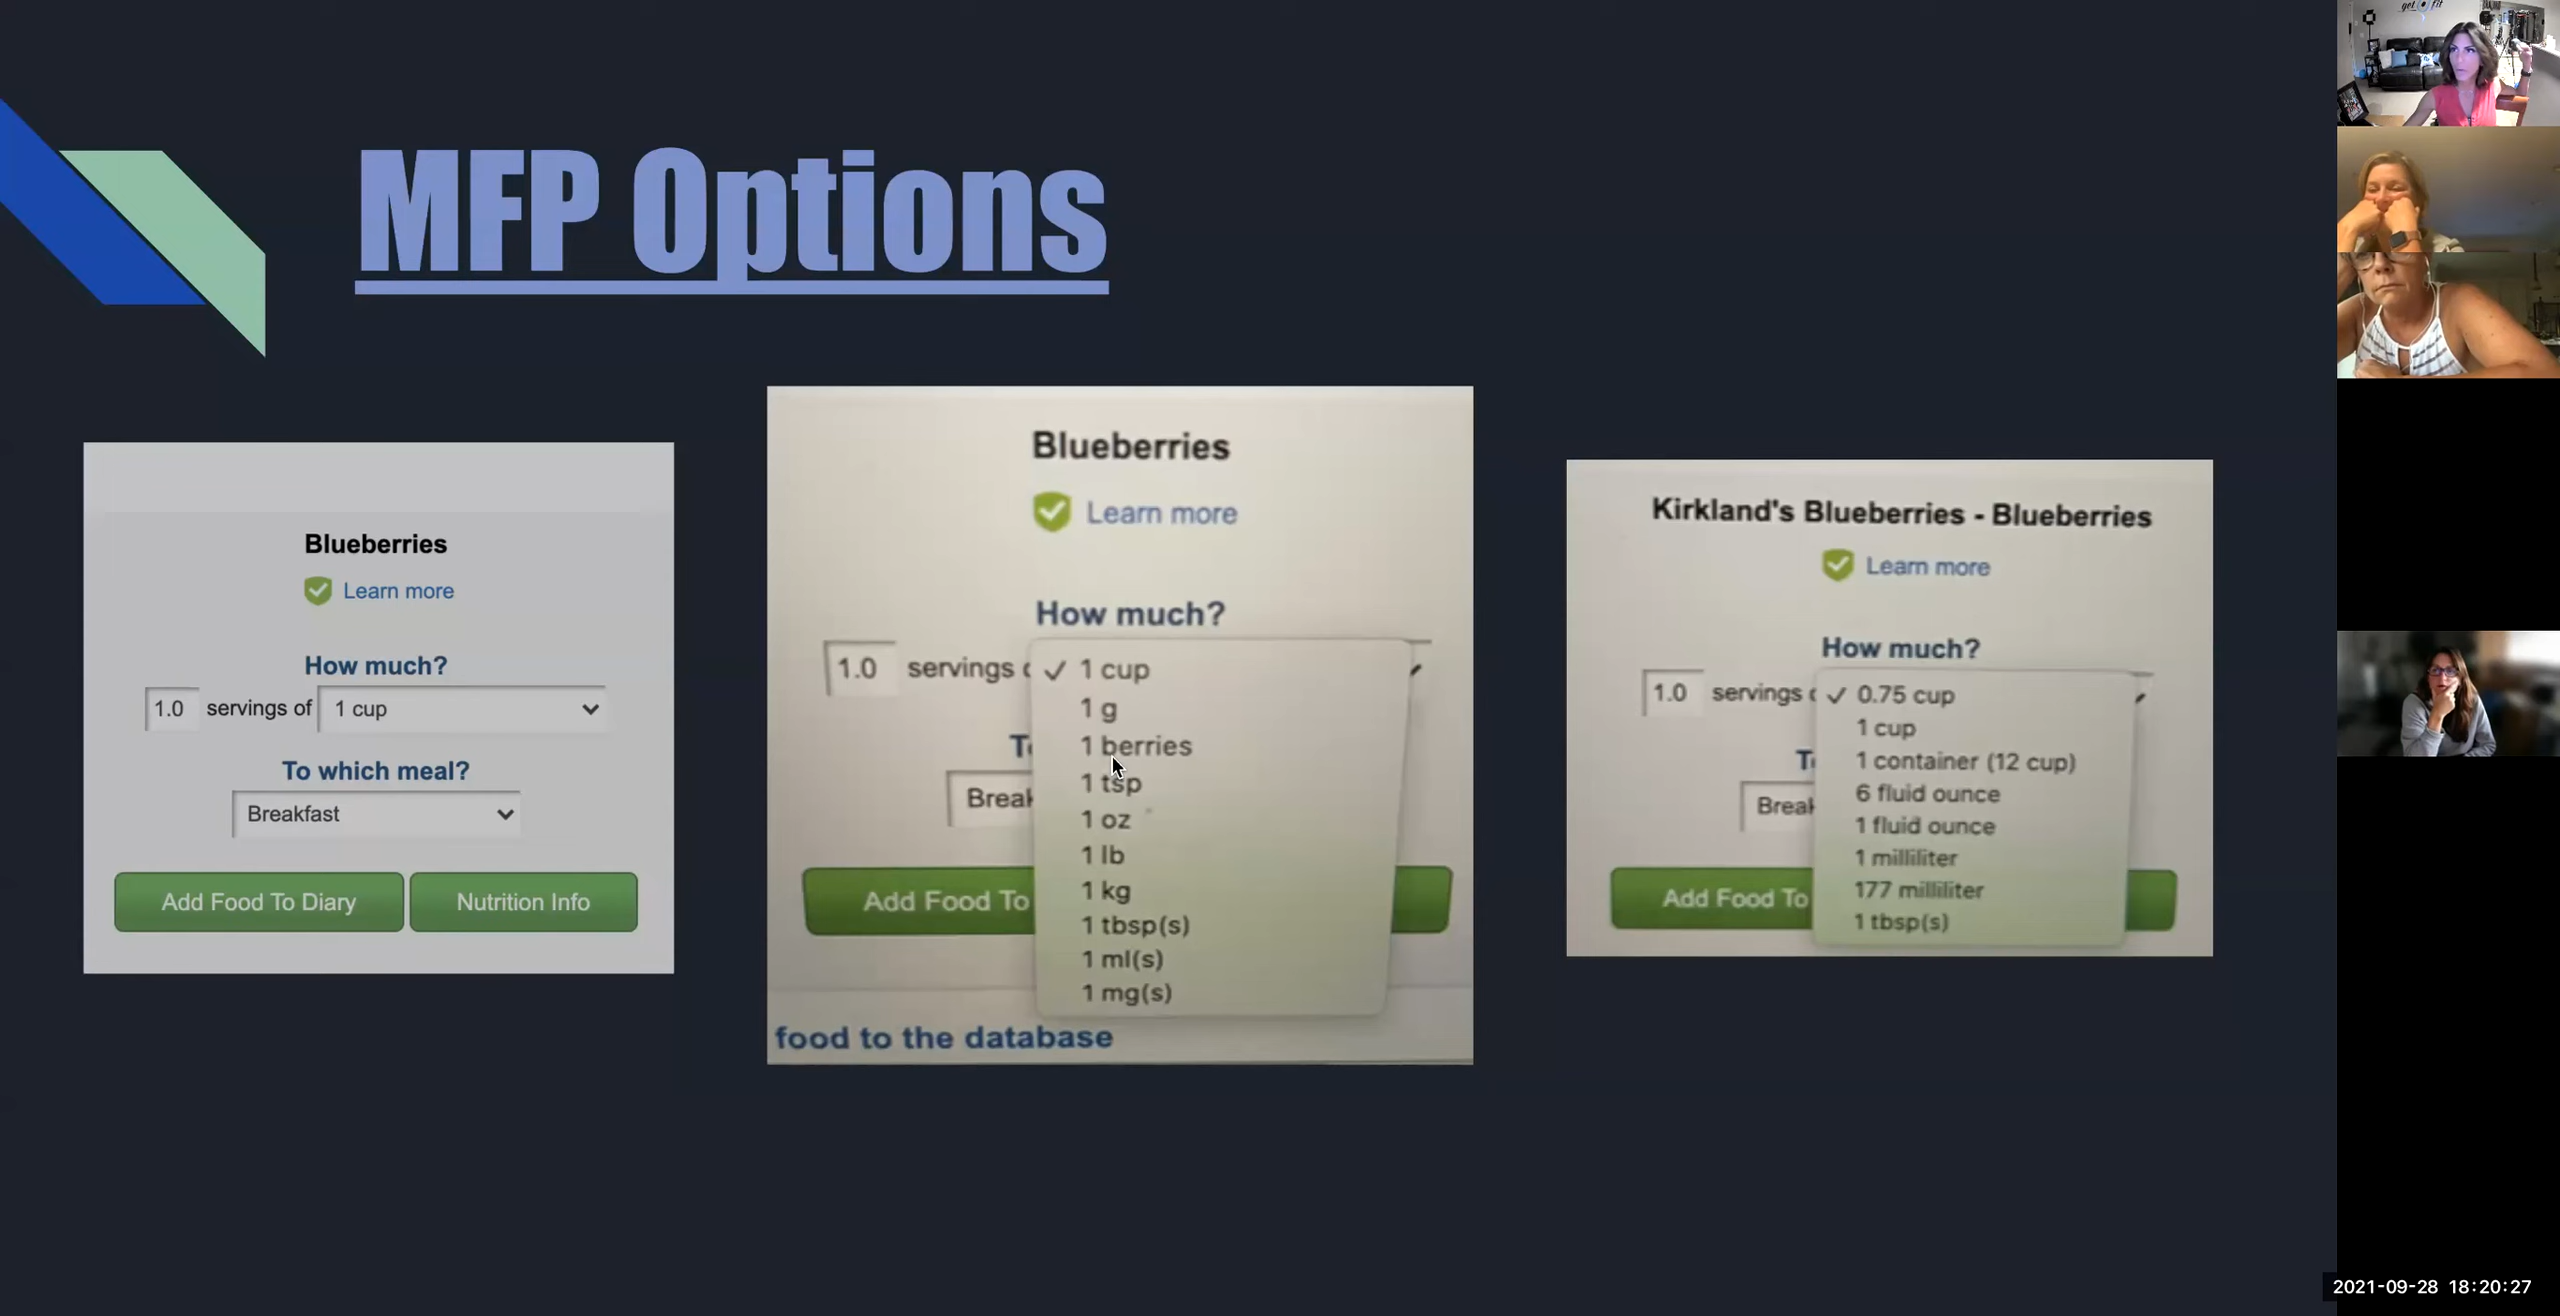 get fit
MFP Options
Blueberries
Learn more
How much?
1.0 servings of 1 cup
To which meal?
Breakfast
Add Food To Diary
Nutrition Info
Blueberries
Learn more
How much?
1.0 servings
1 cup
1 g
1 berries
1 tsp
1 oz
1 lb
1 kg
1 tbsp(s)
1 ml(s)
1 mg(s)
Add Food To
food to the database
Kirkland's Blueberries - Blueberries
Learn more
How much?
1.0 servings
0.75 cup
1 cup
1 container (12 cup)
6 fluid ounce
1 fluid ounce
1 milliliter
177 milliliter
1 tbsp(s)
Add Food To
2021-09-28 18:20:27